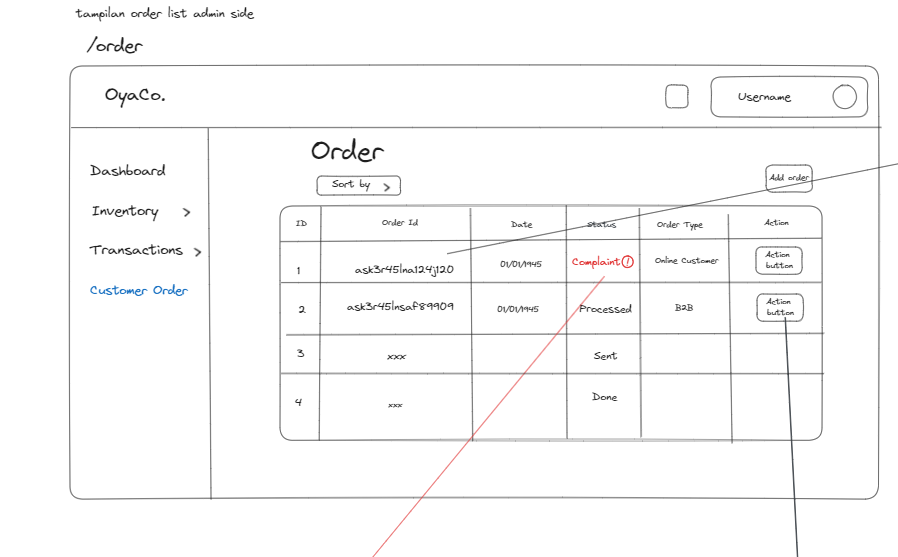 tampilan order list admin side
/order
OyaCo.
Username
Dashboard
Inventory >
Transactions >
Customer Order
Order
Sort by >
Add order
ID Order Id Date Status Order Type Action
1 ask3r45lna124j120 01/01/1945 Complaint ! Online Customer Action button
2 ask3r45lnsaf89909 01/01/1945 Processed B2B Action button
3 xxx Sent
4 xxx Done